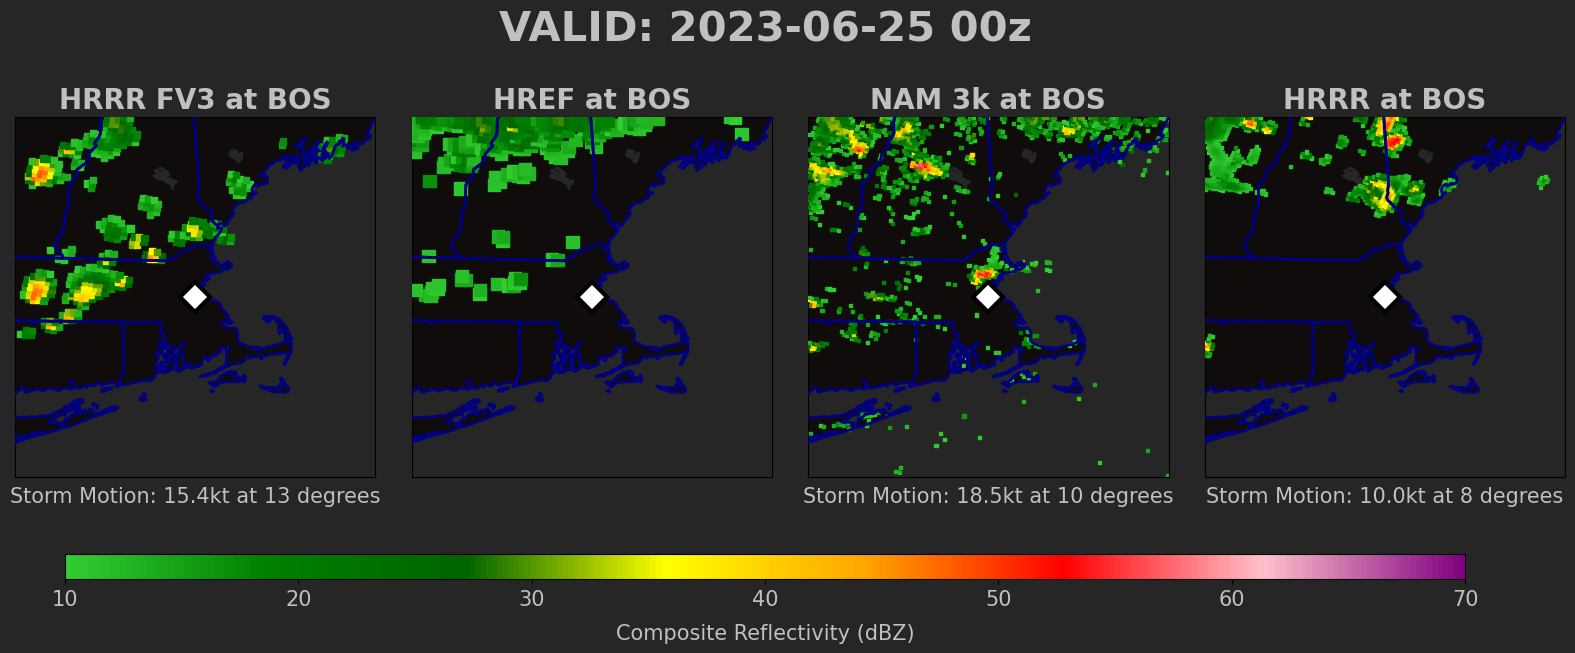 VALID: 2023-06-25 00z
HRRR FV3 at BOS
HREF at BOS
NAM 3k at BOS
HRRR at BOS
Storm Motion: 15.4kt at 13 degrees
Storm Motion: 18.5kt at 10 degrees
Storm Motion: 10.0kt at 8 degrees
10 20 30 40 50 60 70
Composite Reflectivity (dBZ)